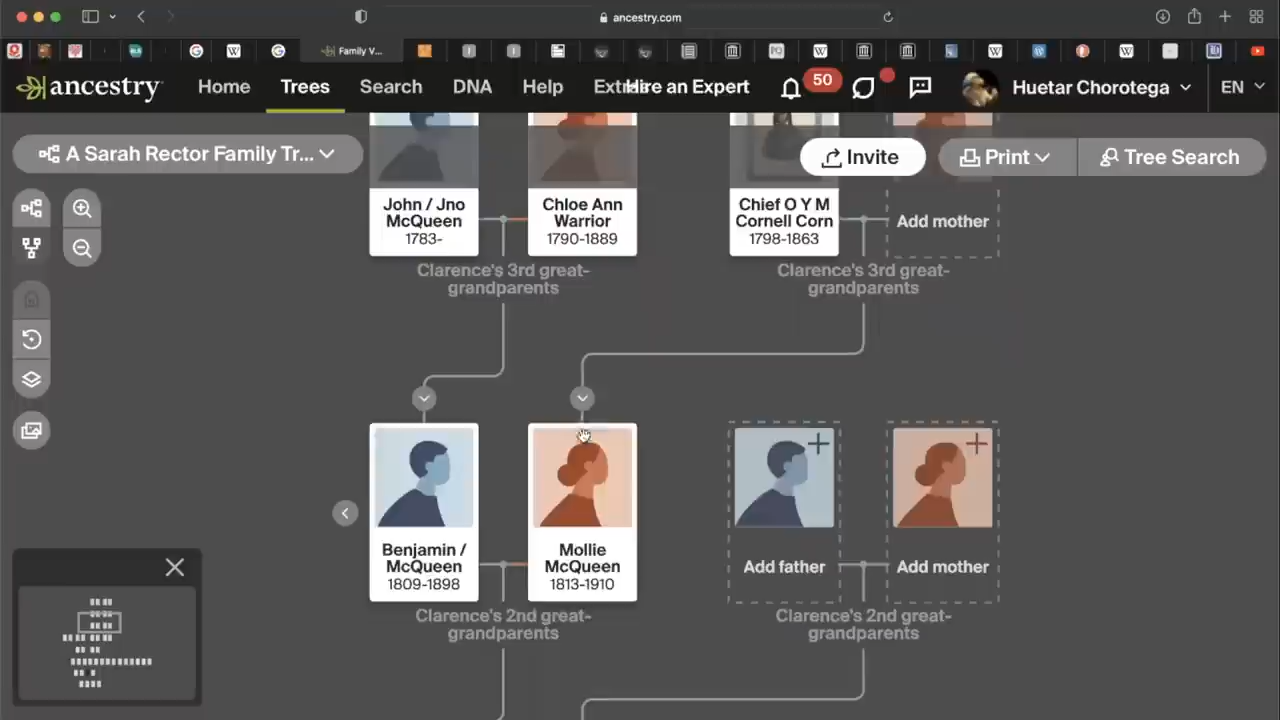 ancestry.com
Family V...
ancestry
Home
Trees
Search
DNA
Help
Hire an Expert
50
Huetar Chorotega
EN
A Sarah Rector Family Tr...
Invite
Print
Tree Search
John / Jno
McQueen
1783-
Chloe Ann
Warrior
1790-1889
Chief O Y M
Cornell Corn
1798-1863
Add mother
Clarence's 3rd great-
grandparents
Clarence's 3rd great-
grandparents
Benjamin /
McQueen
1809-1898
Mollie
McQueen
1813-1910
Add father
Add mother
Clarence's 2nd great-
grandparents
Clarence's 2nd great-
grandparents